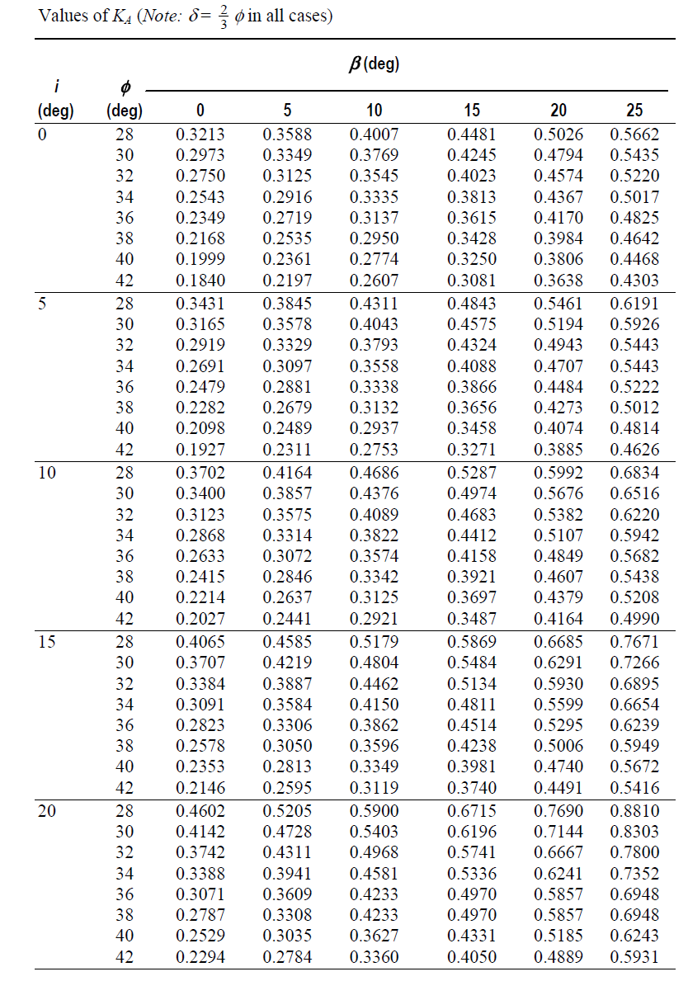 Values of K_A (Note: δ = 2/3 φ in all cases)
β (deg)
i φ
(deg) (deg) 0 5 10 15 20 25
0 28 0.3213 0.3588 0.4007 0.4481 0.5026 0.5662
30 0.2973 0.3349 0.3769 0.4245 0.4794 0.5435
32 0.2750 0.3125 0.3545 0.4023 0.4574 0.5220
34 0.2543 0.2916 0.3335 0.3813 0.4367 0.5017
36 0.2349 0.2719 0.3137 0.3615 0.4170 0.4825
38 0.2168 0.2535 0.2950 0.3428 0.3984 0.4642
40 0.1999 0.2361 0.2774 0.3250 0.3806 0.4468
42 0.1840 0.2197 0.2607 0.3081 0.3638 0.4303
5 28 0.3431 0.3845 0.4311 0.4843 0.5461 0.6191
30 0.3165 0.3578 0.4043 0.4575 0.5194 0.5926
32 0.2919 0.3329 0.3793 0.4324 0.4943 0.5443
34 0.2691 0.3097 0.3558 0.4088 0.4707 0.5443
36 0.2479 0.2881 0.3338 0.3866 0.4484 0.5222
38 0.2282 0.2679 0.3132 0.3656 0.4273 0.5012
40 0.2098 0.2489 0.2937 0.3458 0.4074 0.4814
42 0.1927 0.2311 0.2753 0.3271 0.3885 0.4626
10 28 0.3702 0.4164 0.4686 0.5287 0.5992 0.6834
30 0.3400 0.3857 0.4376 0.4974 0.5676 0.6516
32 0.3123 0.3575 0.4089 0.4683 0.5382 0.6220
34 0.2868 0.3314 0.3822 0.4412 0.5107 0.5942
36 0.2633 0.3072 0.3574 0.4158 0.4849 0.5682
38 0.2415 0.2846 0.3342 0.3921 0.4607 0.5438
40 0.2214 0.2637 0.3125 0.3697 0.4379 0.5208
42 0.2027 0.2441 0.2921 0.3487 0.4164 0.4990
15 28 0.4065 0.4585 0.5179 0.5869 0.6685 0.7671
30 0.3707 0.4219 0.4804 0.5484 0.6291 0.7266
32 0.3384 0.3887 0.4462 0.5134 0.5930 0.6895
34 0.3091 0.3584 0.4150 0.4811 0.5599 0.6654
36 0.2823 0.3306 0.3862 0.4514 0.5295 0.6239
38 0.2578 0.3050 0.3596 0.4238 0.5006 0.5949
40 0.2353 0.2813 0.3349 0.3981 0.4740 0.5672
42 0.2146 0.2595 0.3119 0.3740 0.4491 0.5416
20 28 0.4602 0.5205 0.5900 0.6715 0.7690 0.8810
30 0.4142 0.4728 0.5403 0.6196 0.7144 0.8303
32 0.3742 0.4311 0.4968 0.5741 0.6667 0.7800
34 0.3388 0.3941 0.4581 0.5336 0.6241 0.7352
36 0.3071 0.3609 0.4233 0.4970 0.5857 0.6948
38 0.2787 0.3308 0.4233 0.4970 0.5857 0.6948
40 0.2529 0.3035 0.3627 0.4331 0.5185 0.6243
42 0.2294 0.2784 0.3360 0.4050 0.4889 0.5931